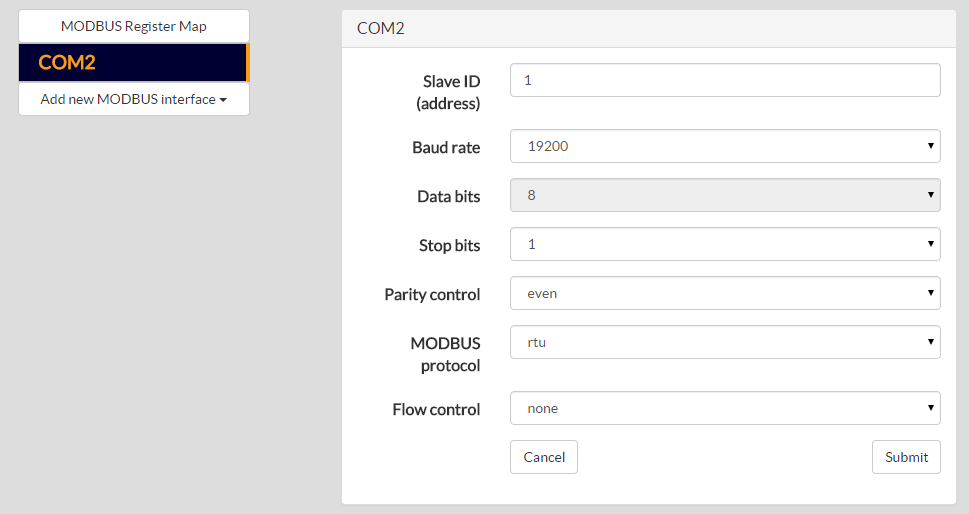 MODBUS Register Map
COM2
Add new MODBUS interface
COM2
Slave ID
(address)
1
Baud rate
19200
Data bits
8
Stop bits
1
Parity control
even
MODBUS
protocol
rtu
Flow control
none
Cancel
Submit